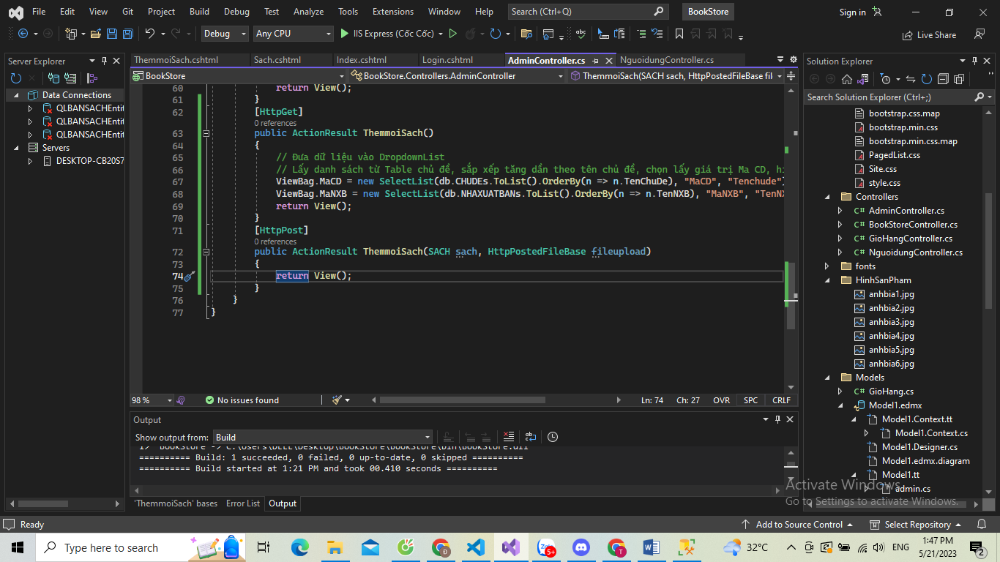 File Edit View Git Project Build Debug Test Analyze Tools Extensions Window Help Search (Ctrl+Q) BookStore Sign in
Debug Any CPU IIS Express (Cốc Cốc) Live Share
Server Explorer
Data Connections
QLBANSACHEntit
QLBANSACHEntit
QLBANSACHEntit
Servers
DESKTOP-CB20S7
ThemmoiSach.cshtml Sach.cshtml Index.cshtml Login.cshtml AdminController.cs NguoidungController.cs
BookStore BookStore.Controllers.AdminController ThemmoiSach(SACH sach, HttpPostedFileBase fil
60 return View();
61 }
62 [HttpGet]
0 references
63 public ActionResult ThemmoiSach()
64 {
65 // Đưa dữ liệu vào DropdownList
66 // Lấy danh sách từ Table chủ đề, sắp xếp tăng dần theo tên chủ đề, chọn lấy giá trị Ma CD, hi
67 ViewBag.MaCD = new SelectList(db.CHUDEs.ToList().OrderBy(n => n.TenChuDe), "MaCD", "Tenchude")
68 ViewBag.MaNXB = new SelectList(db.NHAXUATBANs.ToList().OrderBy(n => n.TenNXB), "MaNXB", "TenNX
69 return View();
70 }
71 [HttpPost]
0 references
72 public ActionResult ThemmoiSach(SACH sach, HttpPostedFileBase fileupload)
73 {
74 return View();
75 }
76 }
77 }
98 % No issues found Ln: 74 Ch: 27 OVR SPC CRLF
Output
Show output from: Build
1> BookStore -> C:\Users\DELL\Desktop\BookStore\BookStore\bin\BookStore.dll
========== Build: 1 succeeded, 0 failed, 0 up-to-date, 0 skipped ==========
========== Build started at 1:21 PM and took 00.410 seconds ==========
'ThemmoiSach' bases Error List Output
Solution Explorer
Search Solution Explorer (Ctrl+;)
bootstrap.css.map
bootstrap.min.css
bootstrap.min.css.map
PagedList.css
Site.css
style.css
Controllers
C# AdminController.cs
C# BookStoreController.cs
C# GioHangController.cs
C# NguoidungController.cs
fonts
HinhSanPham
anhbia1.jpg
anhbia2.jpg
anhbia3.jpg
anhbia4.jpg
anhbia5.jpg
anhbia6.jpg
Models
C# GioHang.cs
Model1.edmx
Model1.Context.tt
Model1.Context.cs
Model1.Designer.cs
Model1.edmx.diagram
Model1.tt
admin.cs
Activate Windows
Go to Settings to activate Windows.
Ready Add to Source Control Select Repository
Type here to search 5+ 32°C ENG 1:47 PM
5/21/2023 2